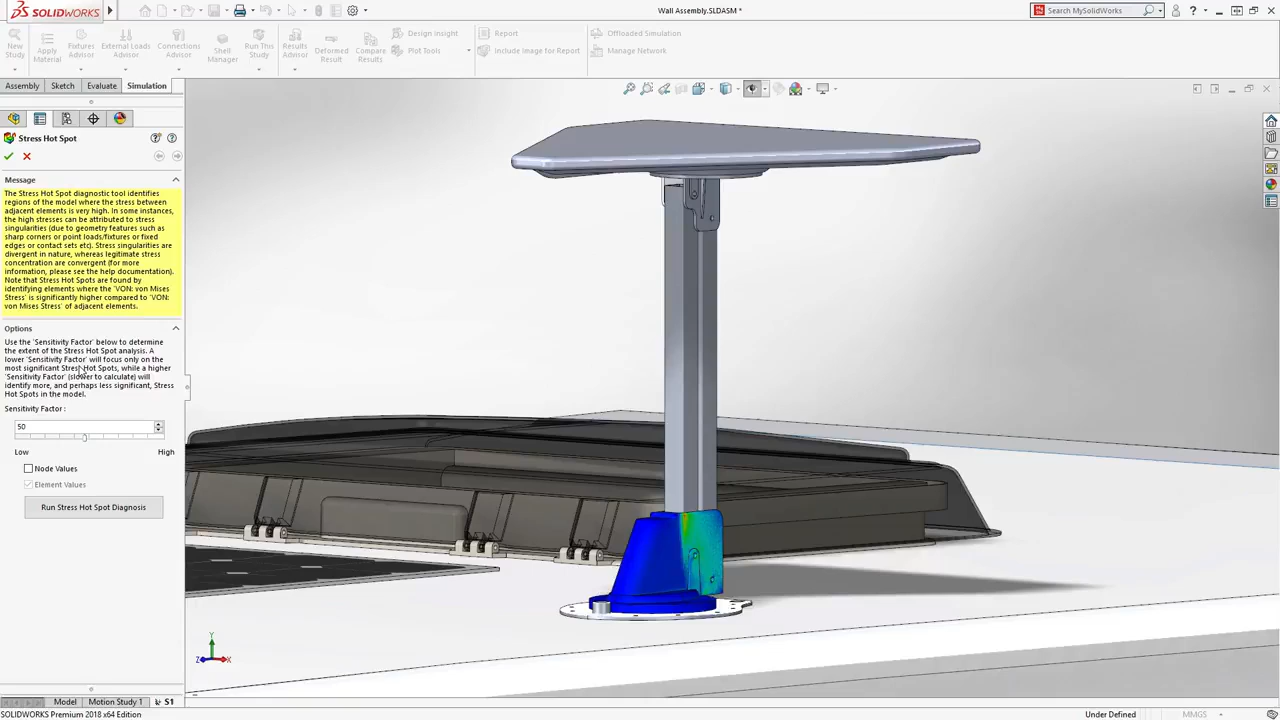 SOLIDWORKS
Wall Assembly.SLDASM *
Search MySolidWorks
New Study
Apply Material
Fixtures Advisor
External Loads Advisor
Connections Advisor
Shell Manager
Run This Study
Results Advisor
Deformed Result
Compare Results
Design Insight
Plot Tools
Report
Include Image for Report
Offloaded Simulation
Manage Network
Assembly
Sketch
Evaluate
Simulation
Stress Hot Spot
Message
The Stress Hot Spot diagnostic tool identifies
regions of the model where the stress between
adjacent elements is very high. In some instances,
the high stresses can be attributed to stress
singularities (due to geometry features such as
sharp corners or point loads/fixtures or fixed
edges or contact sets etc). Stress singularities are
divergent in nature, whereas legitimate stress
concentration are convergent (for more
information, please see the help documentation).
Note that Stress Hot Spots are found by
identifying elements where the 'VON: von Mises
Stress' is significantly higher compared to 'VON:
von Mises Stress' of adjacent elements.
Options
Use the 'Sensitivity Factor' below to determine
the extent of the Stress Hot Spot analysis. A
lower 'Sensitivity Factor' will focus only on the
most significant Stress Hot Spots, while a higher
'Sensitivity Factor' (slower to calculate) will
identify more, and perhaps less significant, Stress
Hot Spots in the model.
Sensitivity Factor :
50
Low High
Node Values
Element Values
Run Stress Hot Spot Diagnosis
Y
Z X
Model
Motion Study 1
S1
SOLIDWORKS Premium 2018 x64 Edition
Under Defined
MMGS